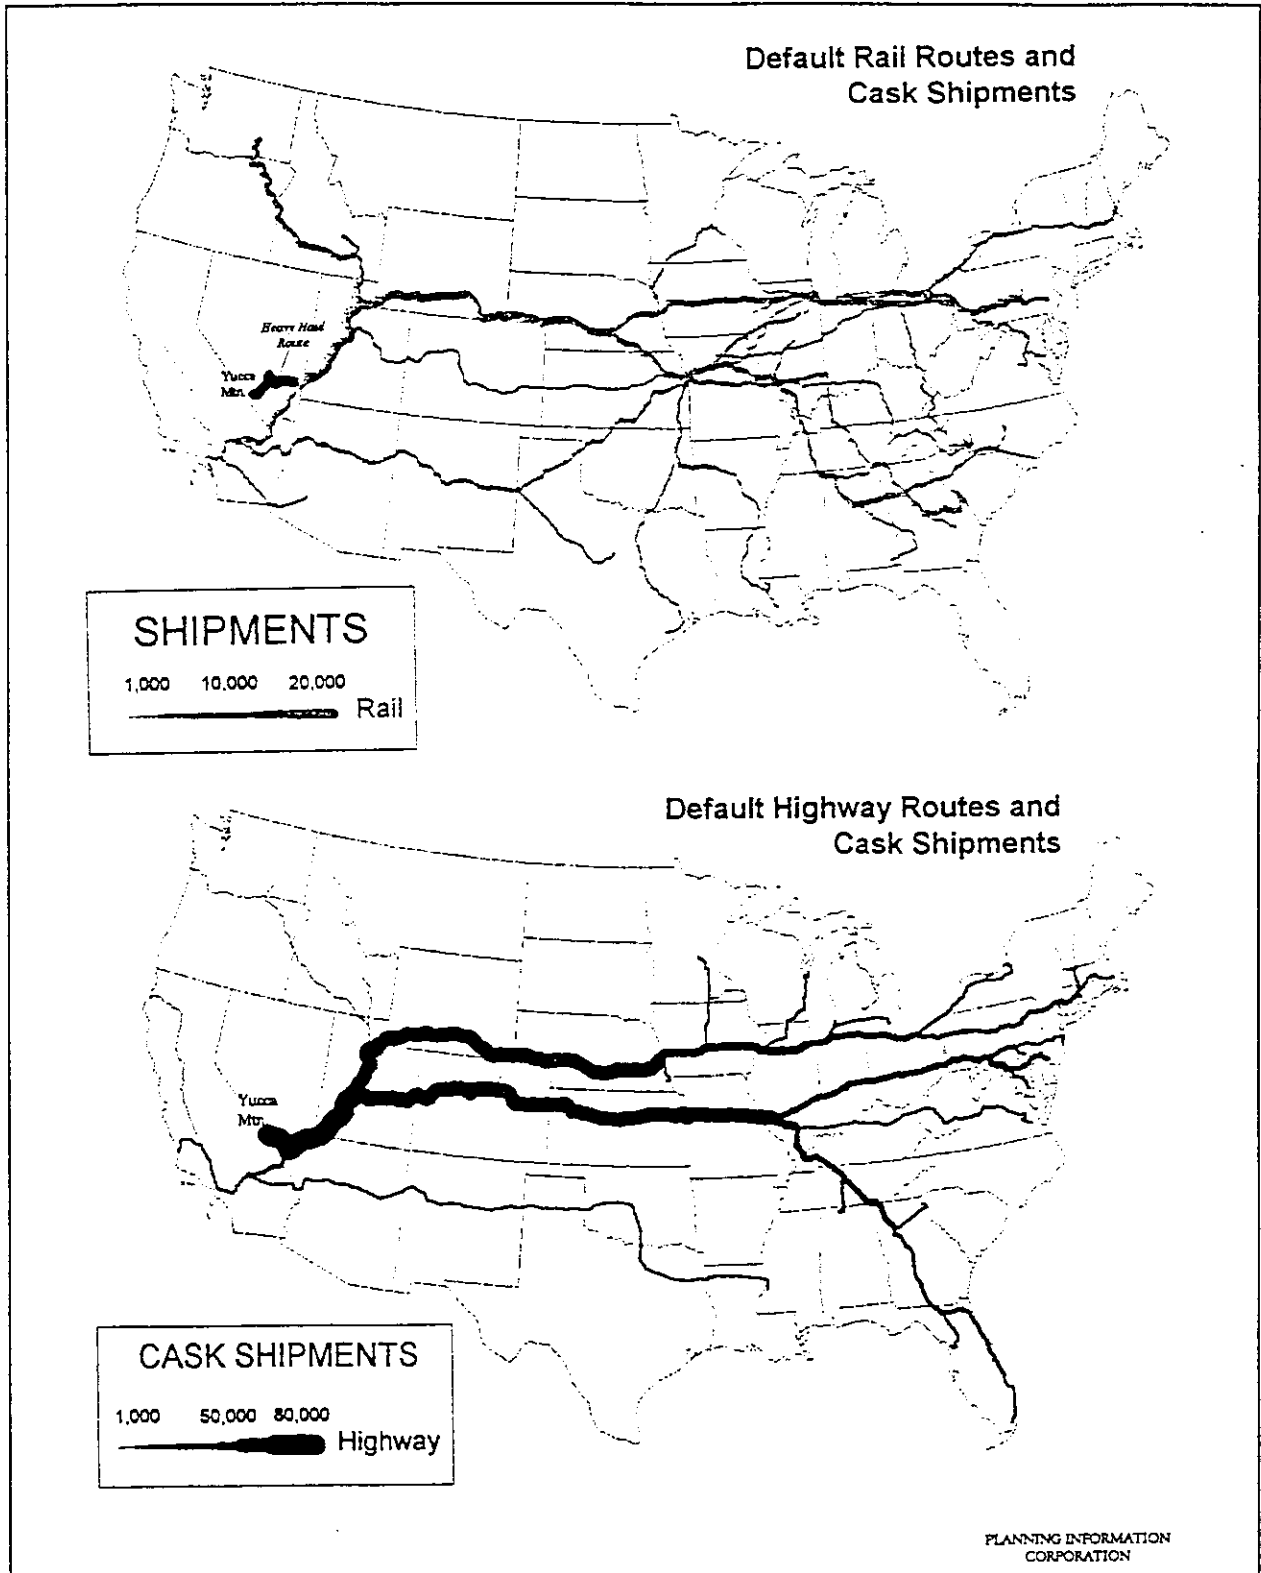 Default Rail Routes and
Cask Shipments
Heavy Haul
Route
Yucca
Mtn.
SHIPMENTS
1,000 10,000 20,000
Rail
Default Highway Routes and
Cask Shipments
Yucca
Mtn.
CASK SHIPMENTS
1,000 50,000 80,000
Highway
PLANNING INFORMATION
CORPORATION